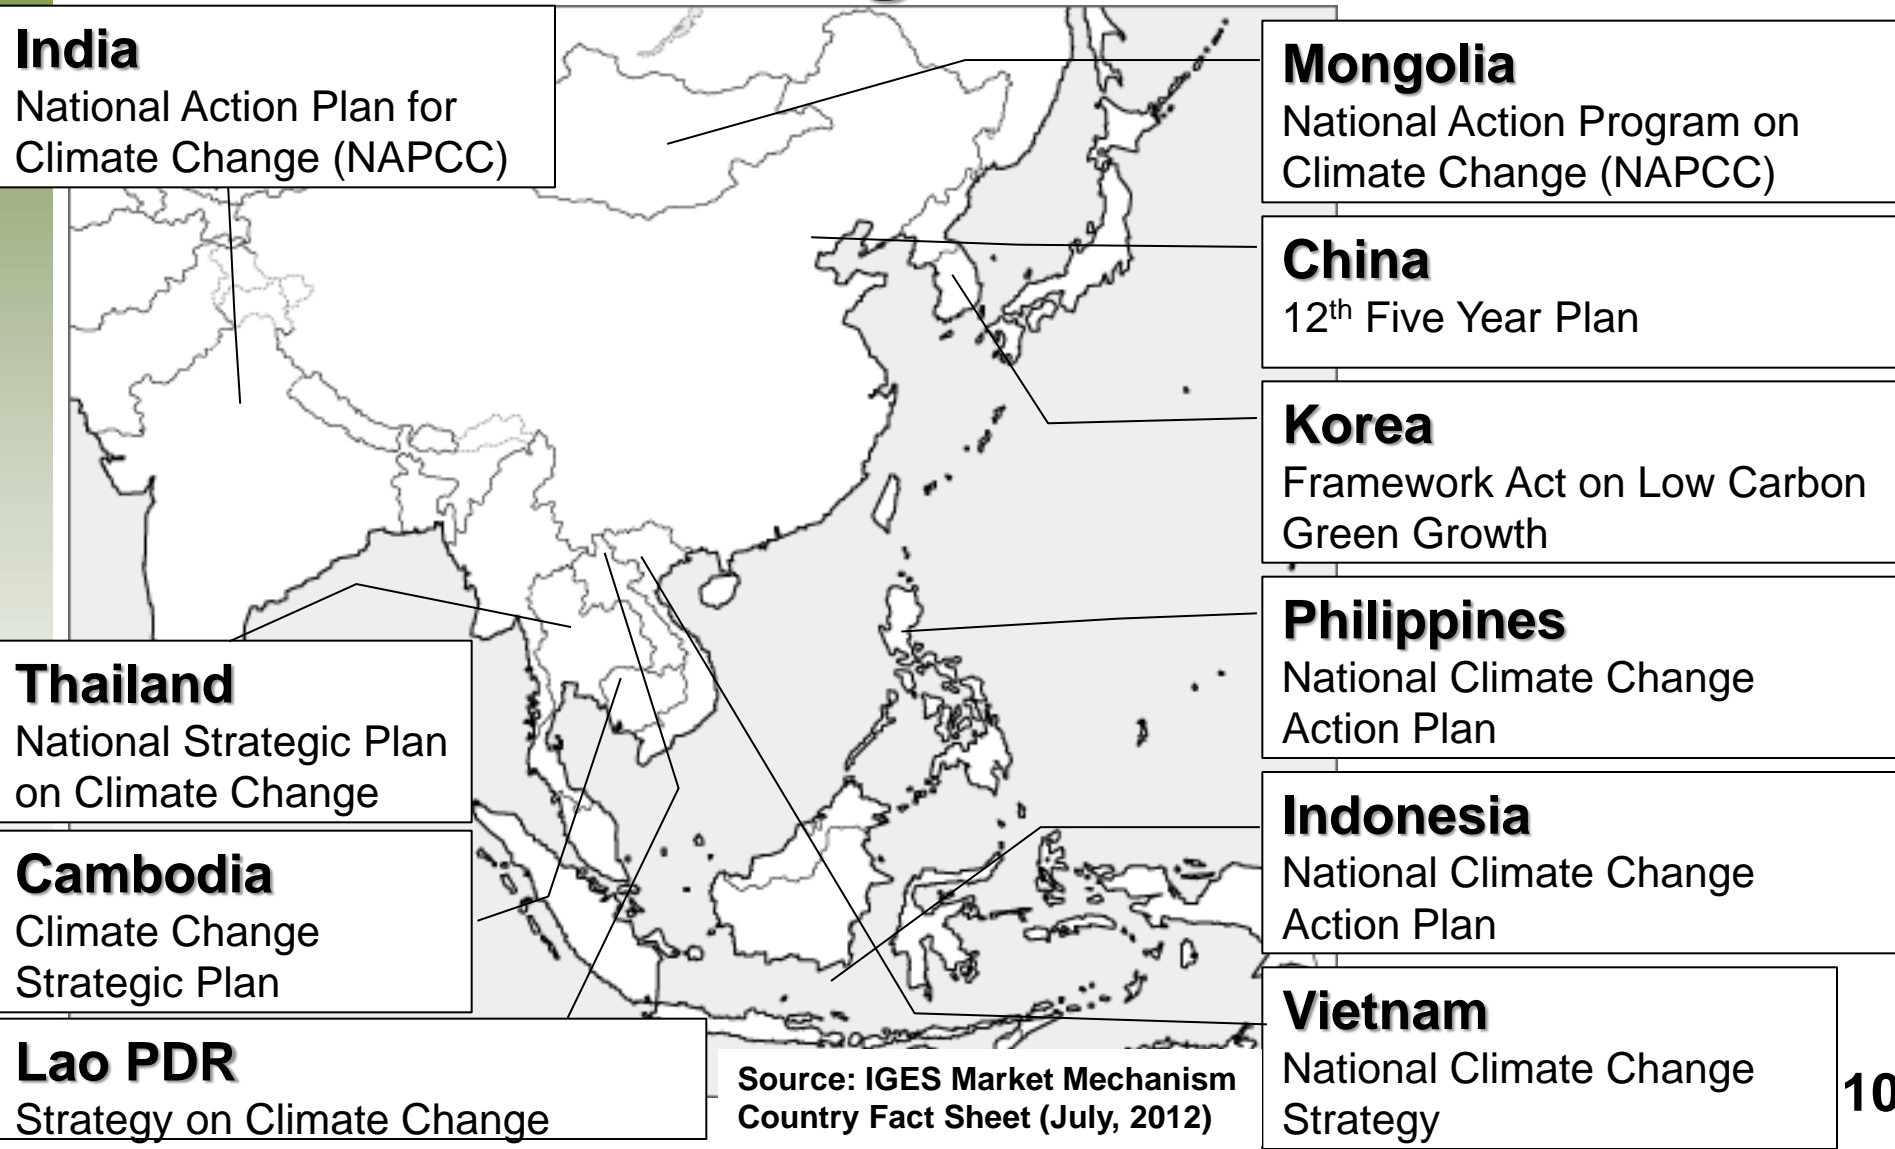 India
National Action Plan for
Climate Change (NAPCC)
Mongolia
National Action Program on
Climate Change (NAPCC)
China
12th Five Year Plan
Korea
Framework Act on Low Carbon
Green Growth
Philippines
National Climate Change
Action Plan
Thailand
National Strategic Plan
on Climate Change
Indonesia
National Climate Change
Action Plan
Cambodia
Climate Change
Strategic Plan
Vietnam
National Climate Change
Strategy
Lao PDR
Strategy on Climate Change
Source: IGES Market Mechanism
Country Fact Sheet (July, 2012)
10